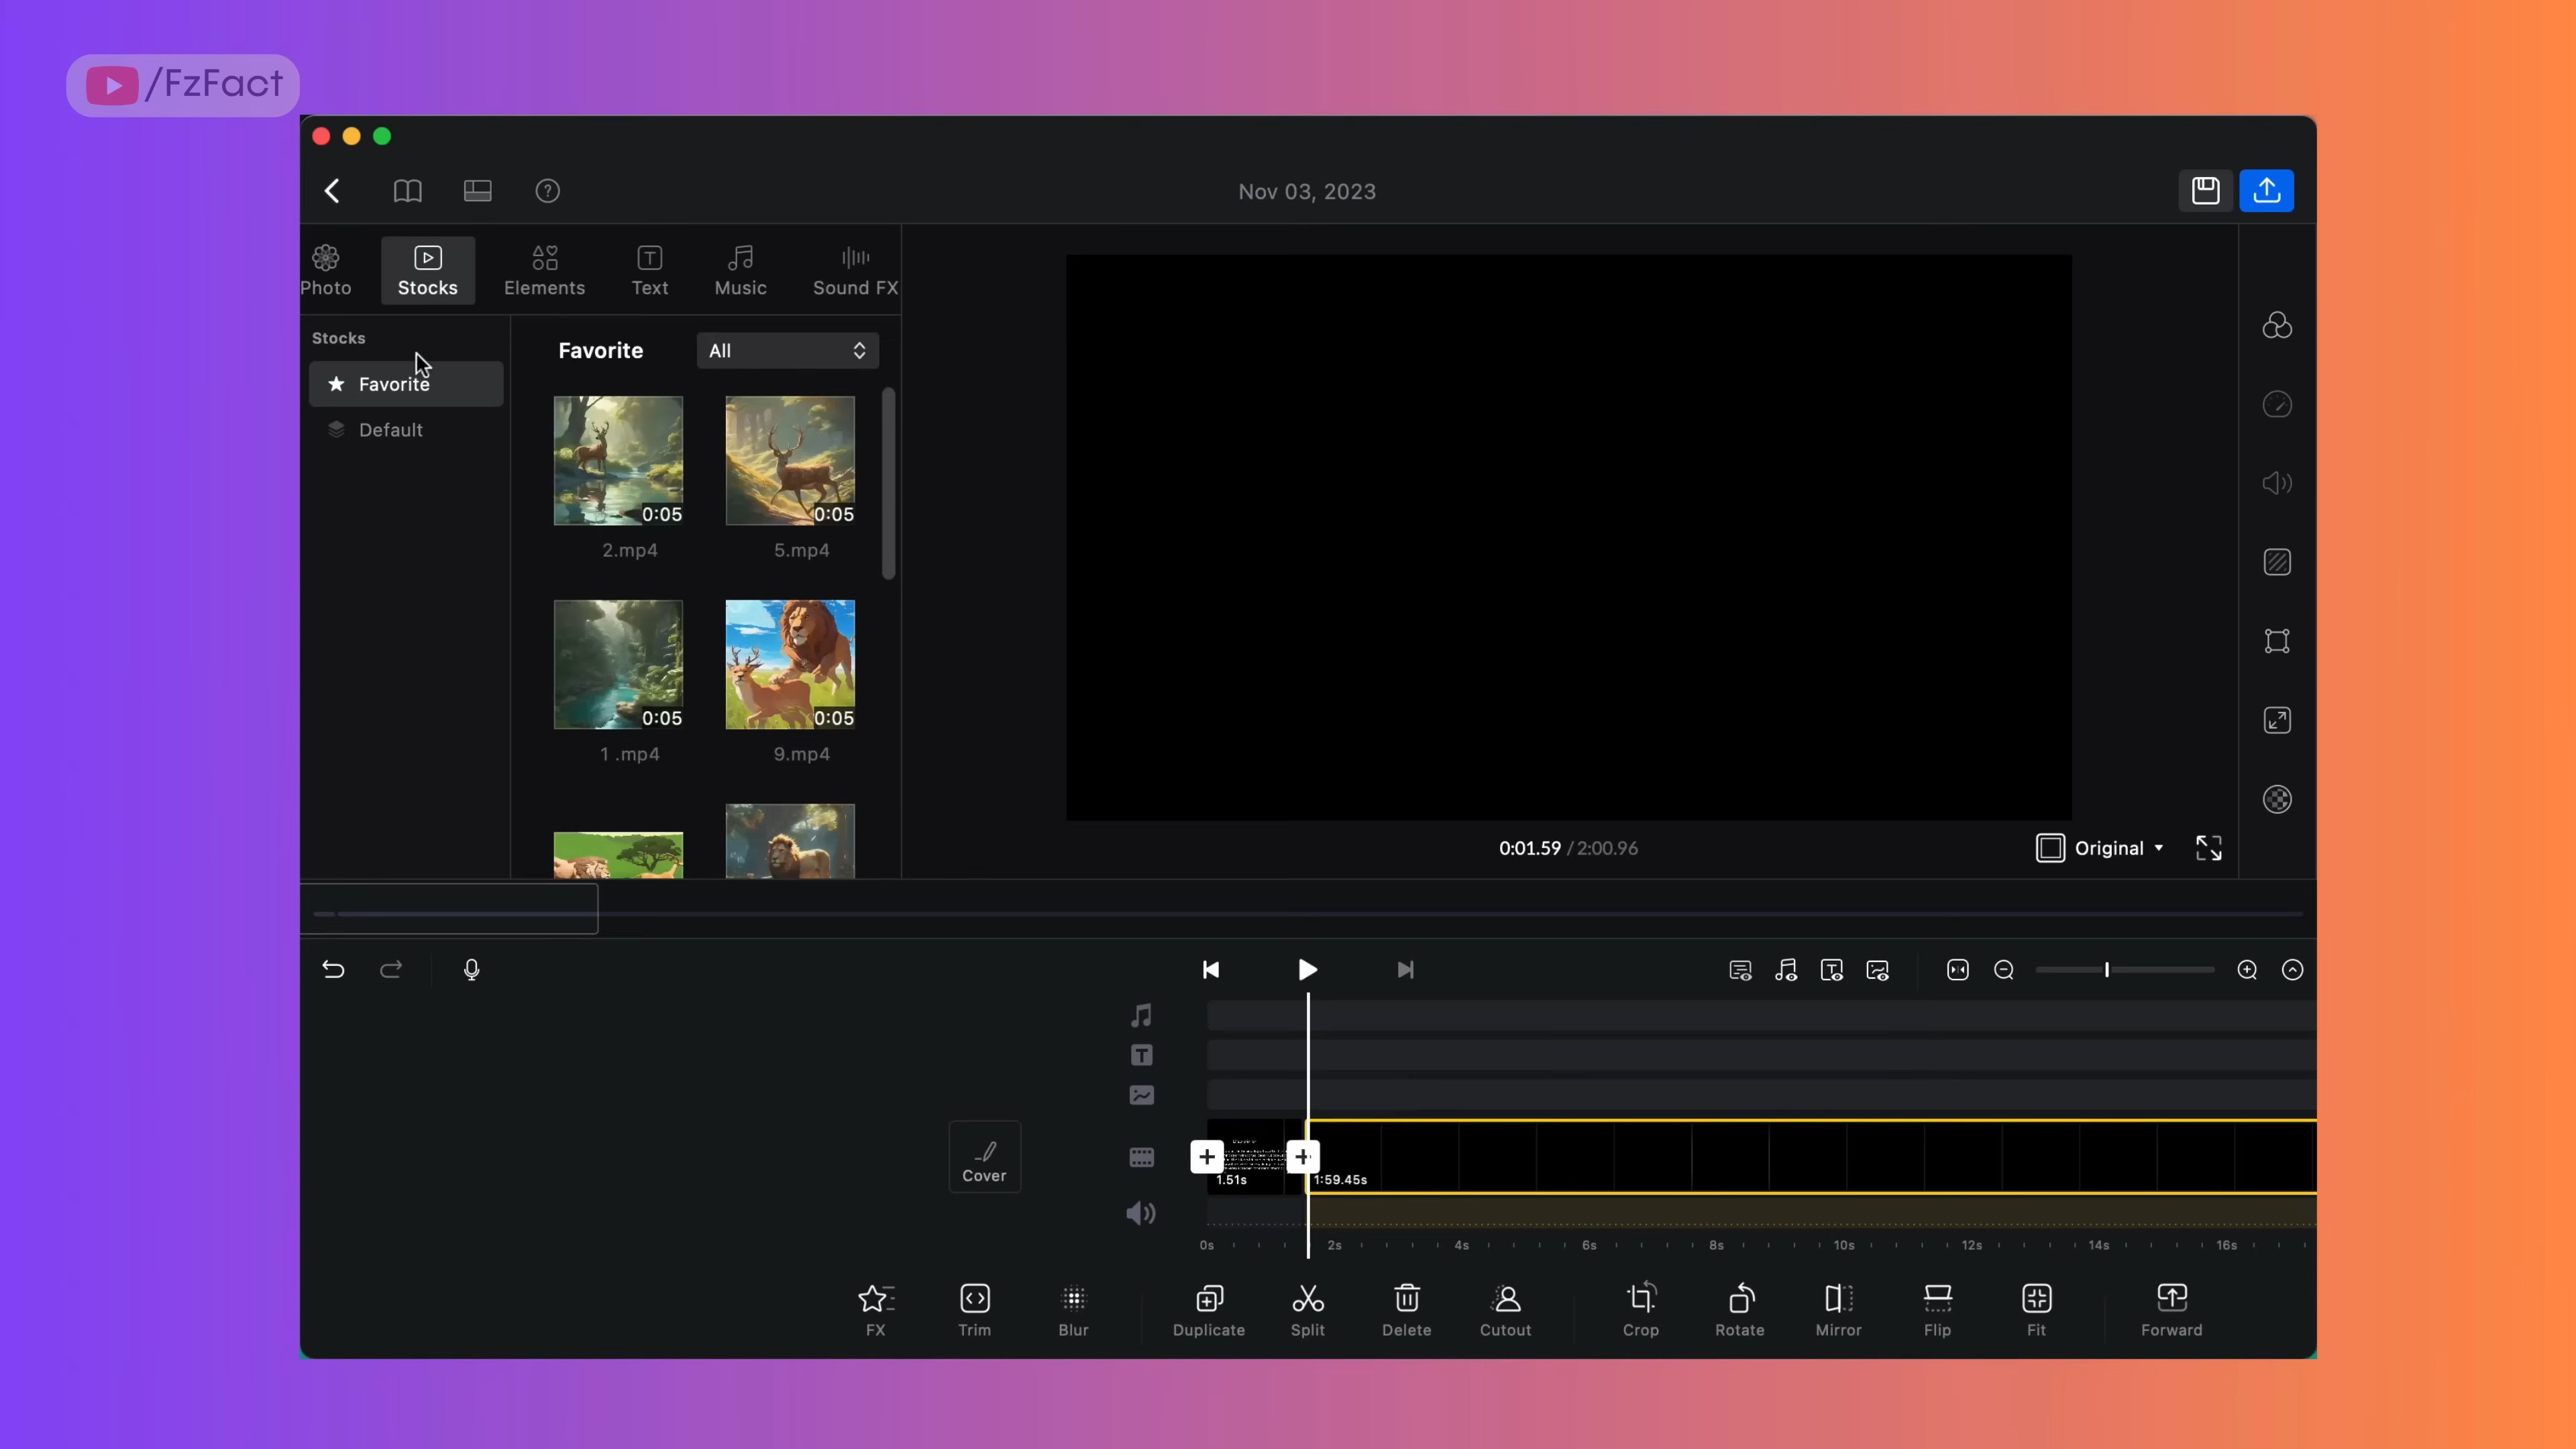 /FzFact
Nov 03, 2023
Photo
Stocks
Elements
Text
Music
Sound FX
Stocks
Favorite
Default
Favorite
All
0:05
2.mp4
0:05
5.mp4
0:05
1 .mp4
0:05
9.mp4
0:01.59 / 2:00.96
Original
Cover
1.51s
1:59.45s
0s 2s 4s 6s 8s 10s 12s 14s 16s
FX
Trim
Blur
Duplicate
Split
Delete
Cutout
Crop
Rotate
Mirror
Flip
Fit
Forward